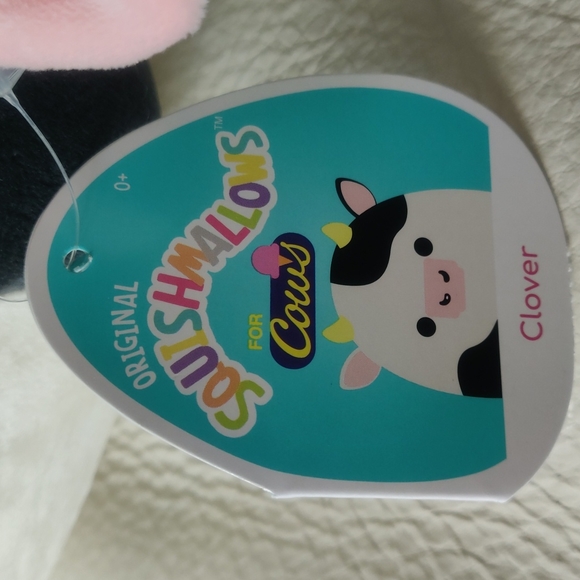 0+
ORIGINAL
SQUISHMALLOWS™
FOR
Cows
Clover